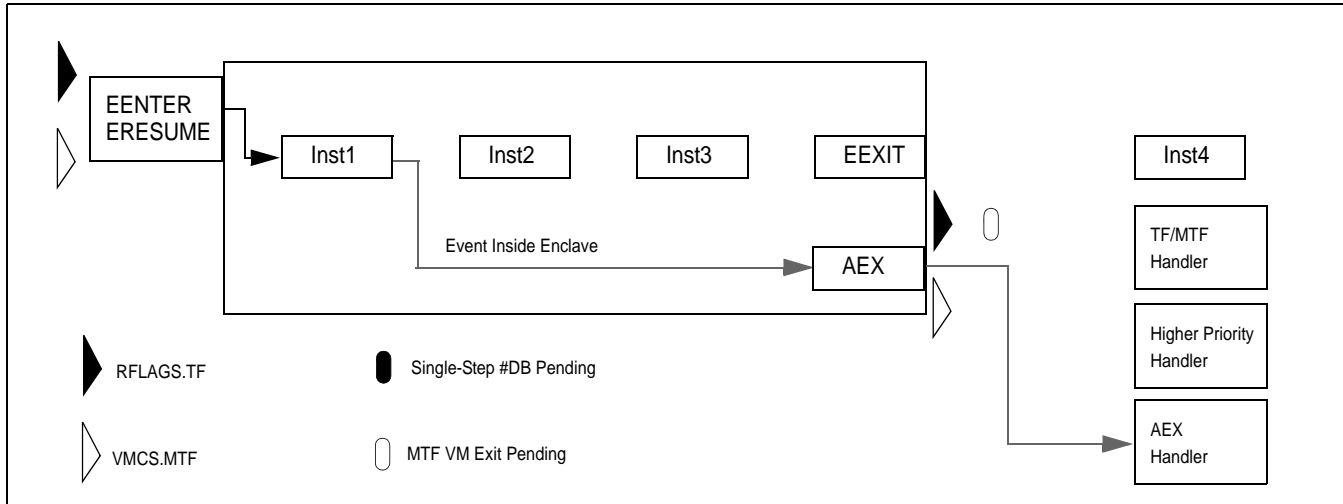 EENTER
ERESUME
Inst1
Inst2
Inst3
EEXIT
Inst4
Event Inside Enclave
AEX
TF/MTF
Handler
Higher Priority
Handler
AEX
Handler
RFLAGS.TF
Single-Step #DB Pending
VMCS.MTF
MTF VM Exit Pending